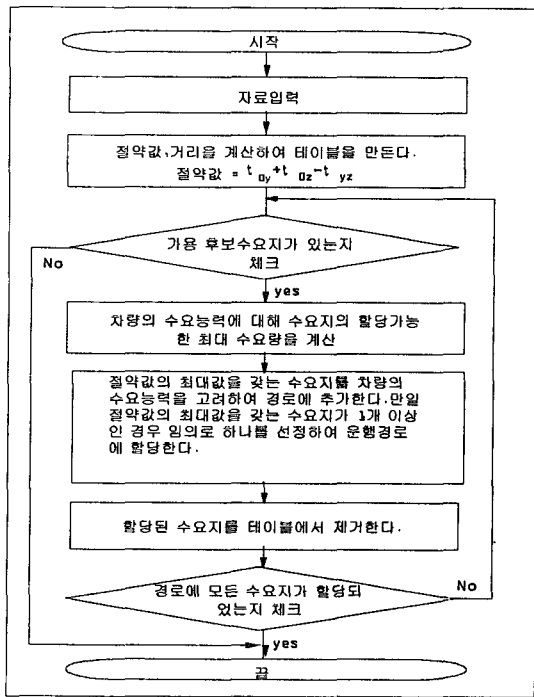 시작
자료입력
절약값,거리를 계산하여 테이블을 만든다.
절약값 = t 0y+t 0z-t yz
가용 후보수요지가 있는지
체크
No
yes
차량의 수요능력에 대해 수요지의 할당가능
한 최대 수요량을 계산
절약값의 최대값을 갖는 수요지를 차량의
수요능력을 고려하여 경로에 추가한다.만일
절약값의 최대값을 갖는 수요지가 1개 이상
인 경우 임의로 하나를 선정하여 운행경로
에 할당한다.
할당된 수요지를 테이블에서 제거한다.
경로에 모든 수요지가 할당되
었는지 체크
No
yes
끝